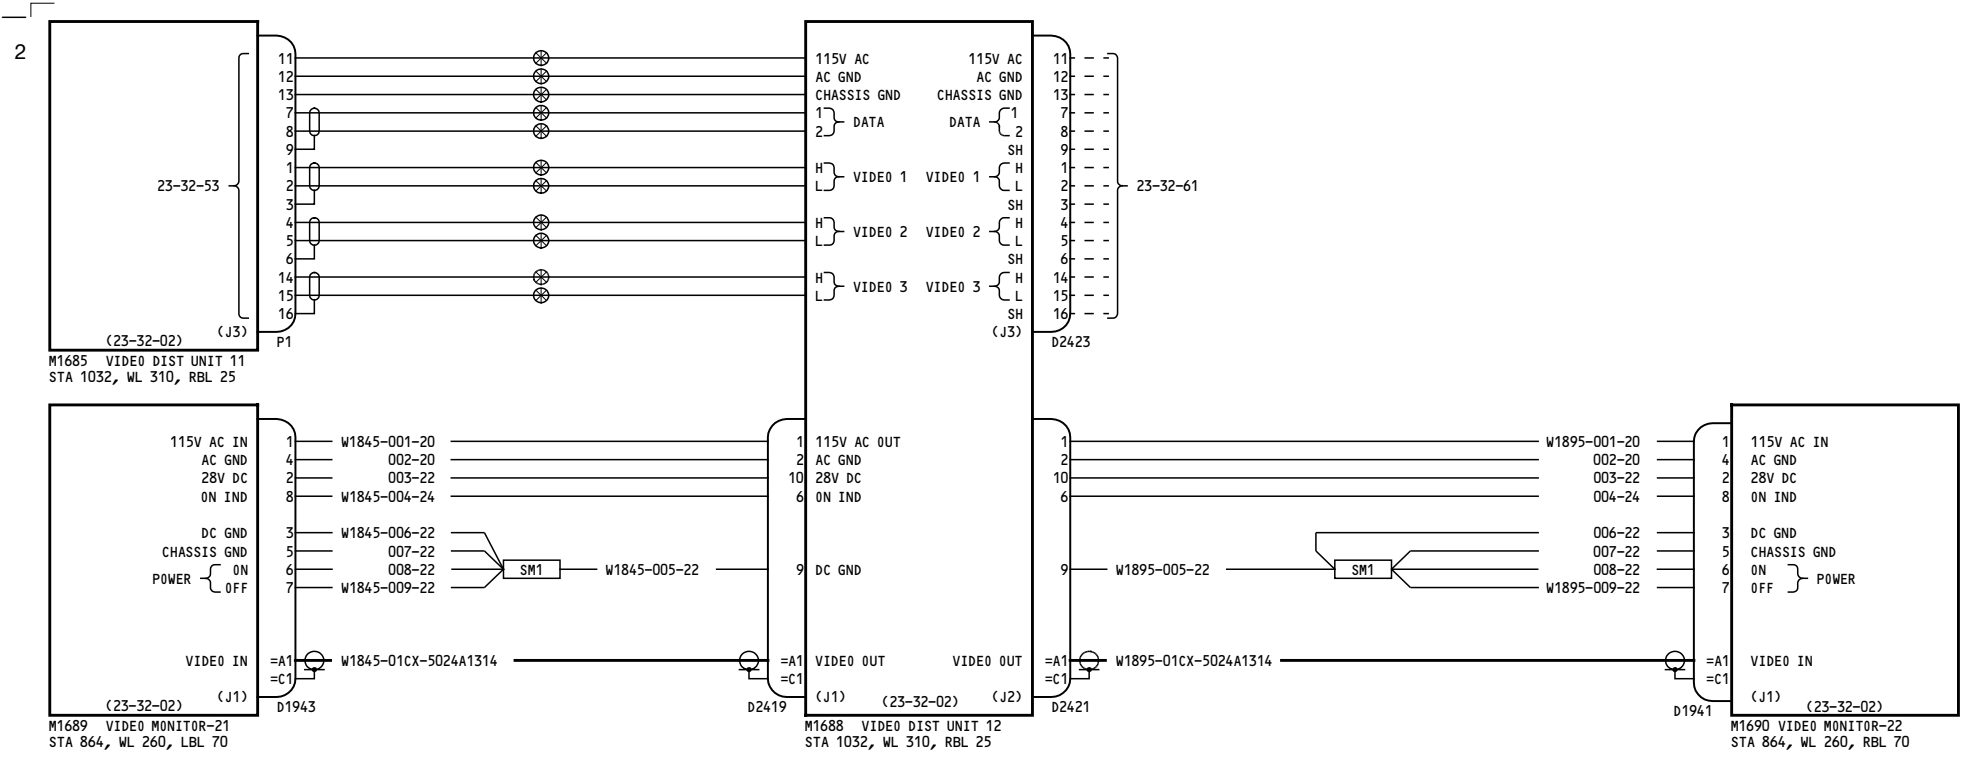 2
11 115V AC 115V AC 11
12 AC GND AC GND 12
13 CHASSIS GND CHASSIS GND 13
7 1 DATA DATA 1 7
8 2 2 8
9 SH 9
1 H VIDEO 1 VIDEO 1 H 1
23-32-53 2 L L 2 23-32-61
3 SH 3
4 H VIDEO 2 VIDEO 2 H 4
5 L L 5
6 SH 6
14 H VIDEO 3 VIDEO 3 H 14
15 L L 15
16 SH 16
(J3) (J3)
(23-32-02) P1 D2423
M1685 VIDEO DIST UNIT 11
STA 1032, WL 310, RBL 25
115V AC IN 1 W1845-001-20 1 115V AC OUT 1 W1895-001-20 1 115V AC IN
AC GND 4 002-20 2 AC GND 2 002-20 4 AC GND
28V DC 2 003-22 10 28V DC 10 003-22 2 28V DC
ON IND 8 W1845-004-24 6 ON IND 6 004-24 8 ON IND
DC GND 3 W1845-006-22 006-22 3 DC GND
CHASSIS GND 5 007-22 007-22 5 CHASSIS GND
ON 6 008-22 SM1 W1845-005-22 9 DC GND 9 W1895-005-22 SM1 008-22 6 ON
POWER POWER
OFF 7 W1845-009-22 W1895-009-22 7 OFF
VIDEO IN =A1 W1845-01CX-5024A1314 =A1 VIDEO OUT VIDEO OUT =A1 W1895-01CX-5024A1314 =A1 VIDEO IN
=C1 =C1 =C1 =C1
(J1) (J1) (23-32-02) (J2) (J1)
(23-32-02) D1943 D2419 D2421 D1941 (23-32-02)
M1689 VIDEO MONITOR-21 M1688 VIDEO DIST UNIT 12 M1690 VIDEO MONITOR-22
STA 864, WL 260, LBL 70 STA 1032, WL 310, RBL 25 STA 864, WL 260, RBL 70